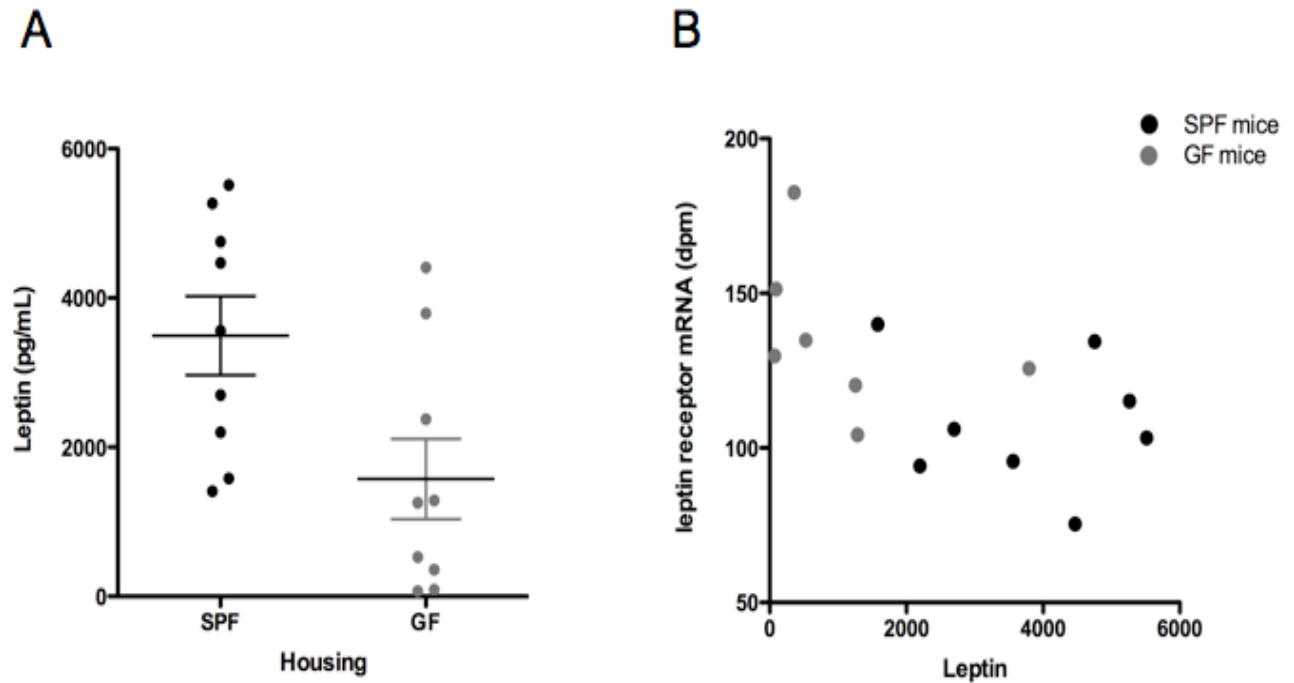 A
6000
4000
2000
0
Leptin (pg/mL)
SPF GF
Housing
B
SPF mice
GF mice
200
150
100
50
leptin receptor mRNA (dpm)
0 2000 4000 6000
Leptin